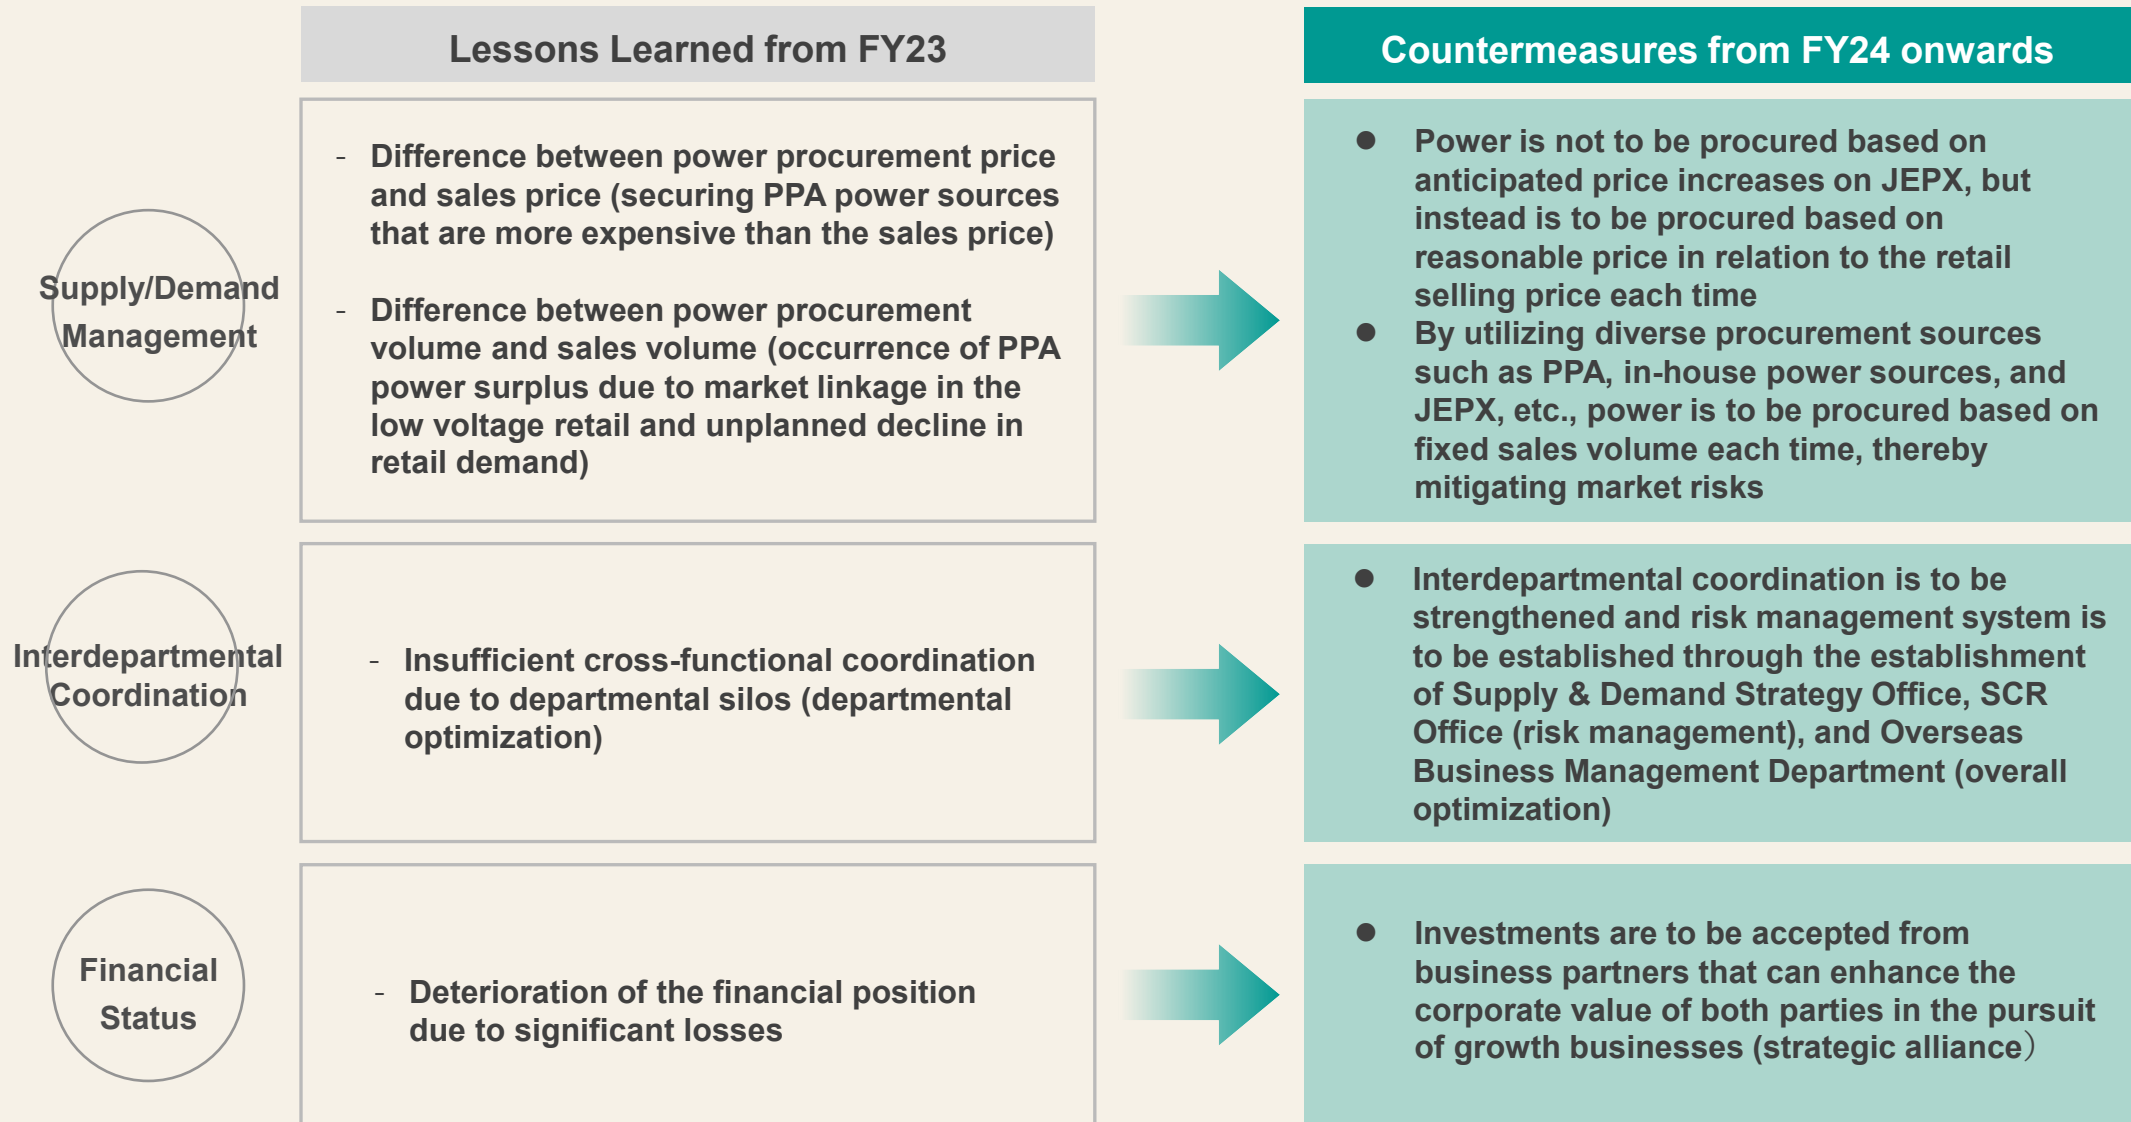 Lessons Learned from FY23
Countermeasures from FY24 onwards
Supply/Demand
Management
- Difference between power procurement price
and sales price (securing PPA power sources
that are more expensive than the sales price)
- Difference between power procurement
volume and sales volume (occurrence of PPA
power surplus due to market linkage in the
low voltage retail and unplanned decline in
retail demand)
● Power is not to be procured based on
anticipated price increases on JEPX, but
instead is to be procured based on
reasonable price in relation to the retail
selling price each time
● By utilizing diverse procurement sources
such as PPA, in-house power sources, and
JEPX, etc., power is to be procured based on
fixed sales volume each time, thereby
mitigating market risks
Interdepartmental
Coordination
- Insufficient cross-functional coordination
due to departmental silos (departmental
optimization)
● Interdepartmental coordination is to be
strengthened and risk management system is
to be established through the establishment
of Supply & Demand Strategy Office, SCR
Office (risk management), and Overseas
Business Management Department (overall
optimization)
Financial
Status
- Deterioration of the financial position
due to significant losses
● Investments are to be accepted from
business partners that can enhance the
corporate value of both parties in the pursuit
of growth businesses (strategic alliance）